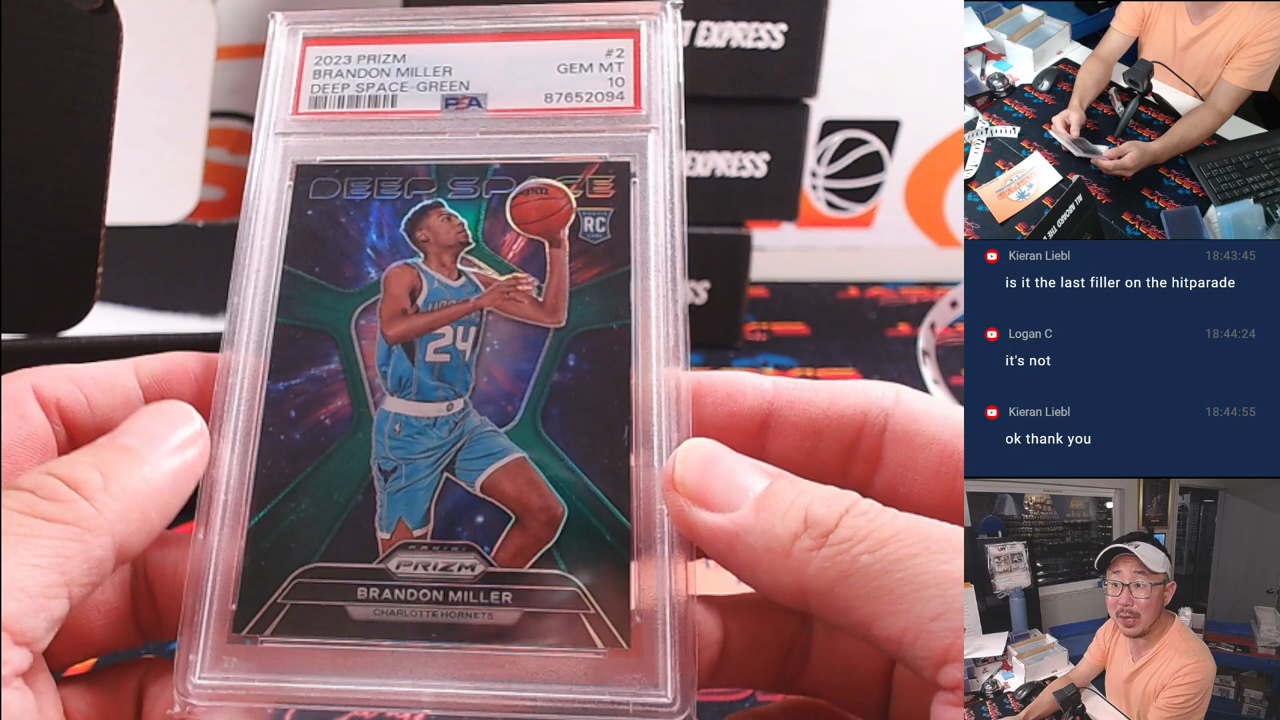 2023 PRIZM
#2
BRANDON MILLER
GEM MT
DEEP SPACE-GREEN
10
PSA
87652094
DEEP SPACE
ROOKIE
RC
24
PANINI
PRIZM
BRANDON MILLER
CHARLOTTE HORNETS
T EXPRESS
EXPRESS
Kieran Liebl
18:43:45
is it the last filler on the hitparade
Logan C
18:44:24
it's not
Kieran Liebl
18:44:55
ok thank you